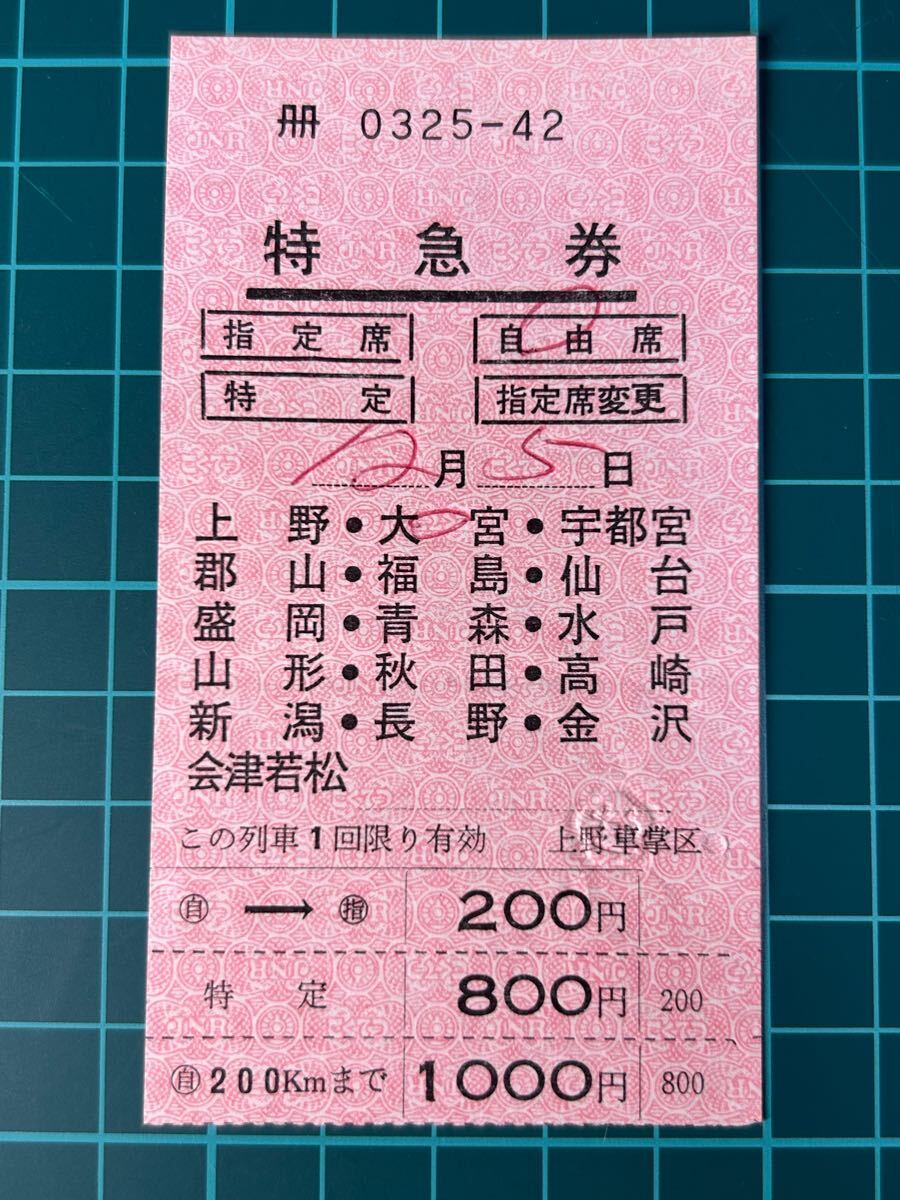 冊 0325-42
特急券
指定席 自由席
特定 指定席変更
12月5日
上野・大宮・宇都宮
郡山・福島・仙台
盛岡・青森・水戸
山形・秋田・高崎
新潟・長野・金沢
会津若松
この列車1回限り有効 上野車掌区
㊀自 → 指 200円
特定 800円 200
自200Kmまで 1000円 800